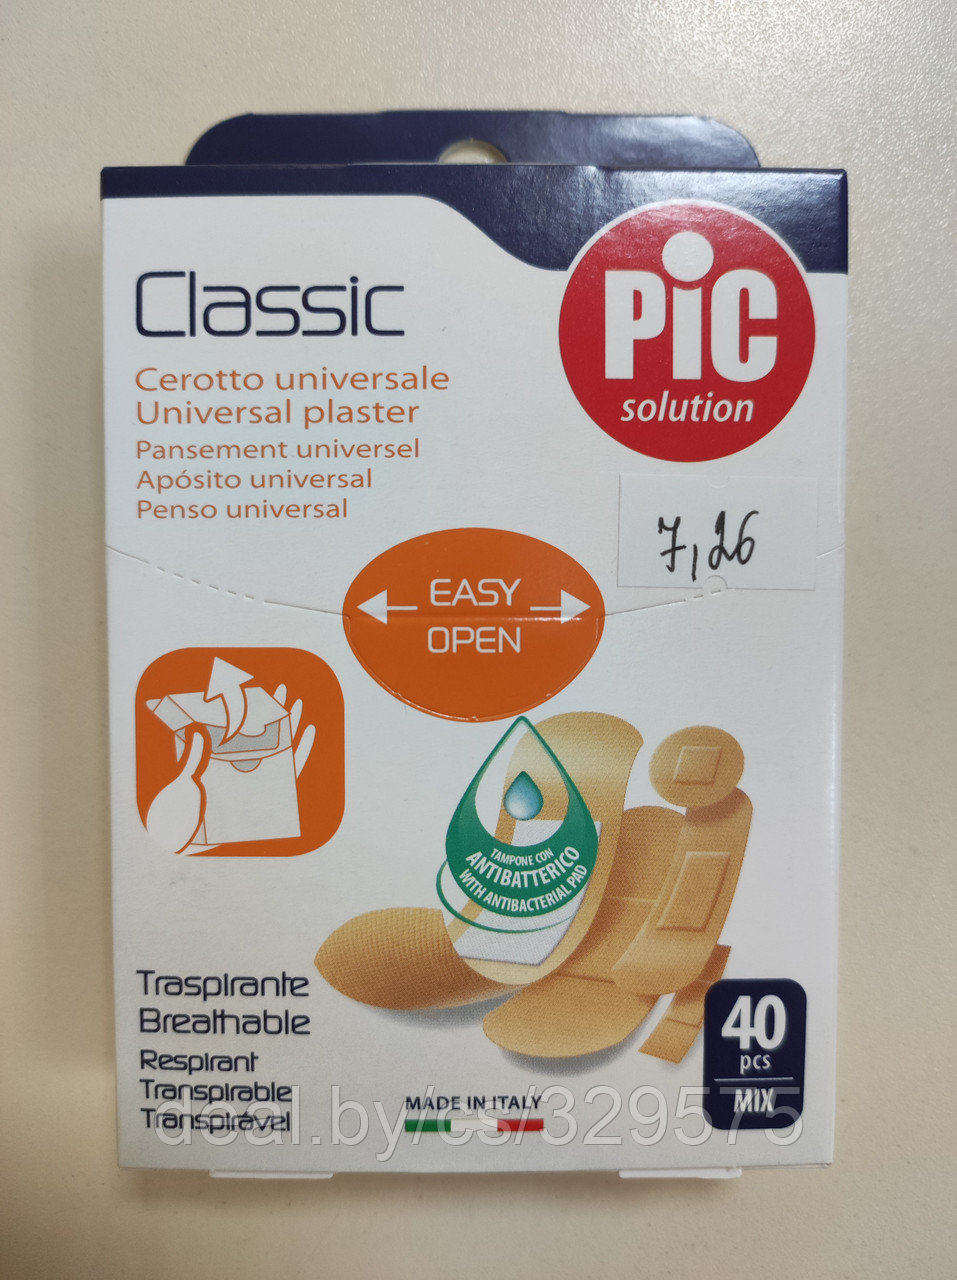 Classic
PiC
solution
Cerotto universale
Universal plaster
Pansement universel
Apósito universal
Penso universal
7,26
EASY
OPEN
TAMPONE CON
ANTIBATTERICO
WITH ANTIBACTERIAL PAD
Traspirante
Breathable
Respirant
Transpirable
Transpirável
40
pcs
MIX
MADE IN ITALY
deal.by/cs/329575